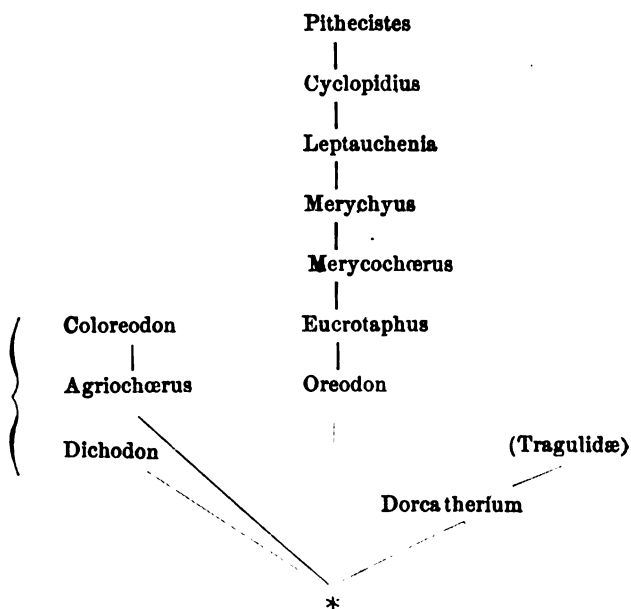 Pithecistes
Cyclopidius
Leptauchenia
Merychyus
Merycochœrus
Coloreodon
Eucrotaphus
Agriochœrus
Oreodon
Dichodon
(Tragulidæ)
Dorcatherium
*